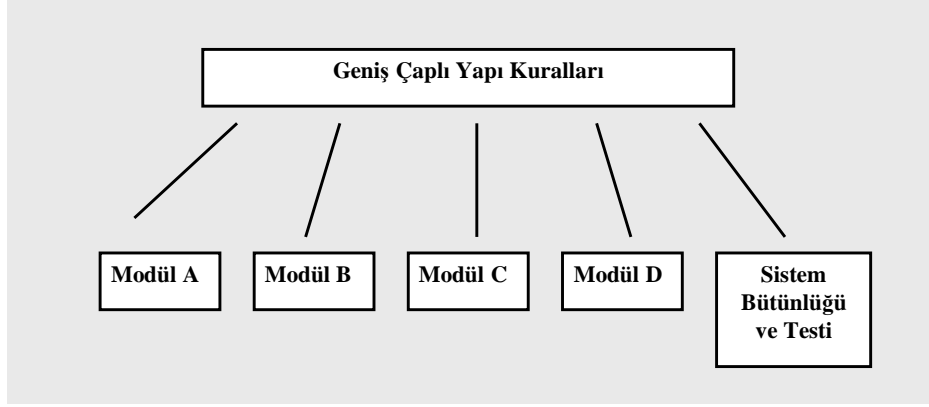 Geniş Çaplı Yapı Kuralları
Modül A
Modül B
Modül C
Modül D
Sistem
Bütünlüğü
ve Testi